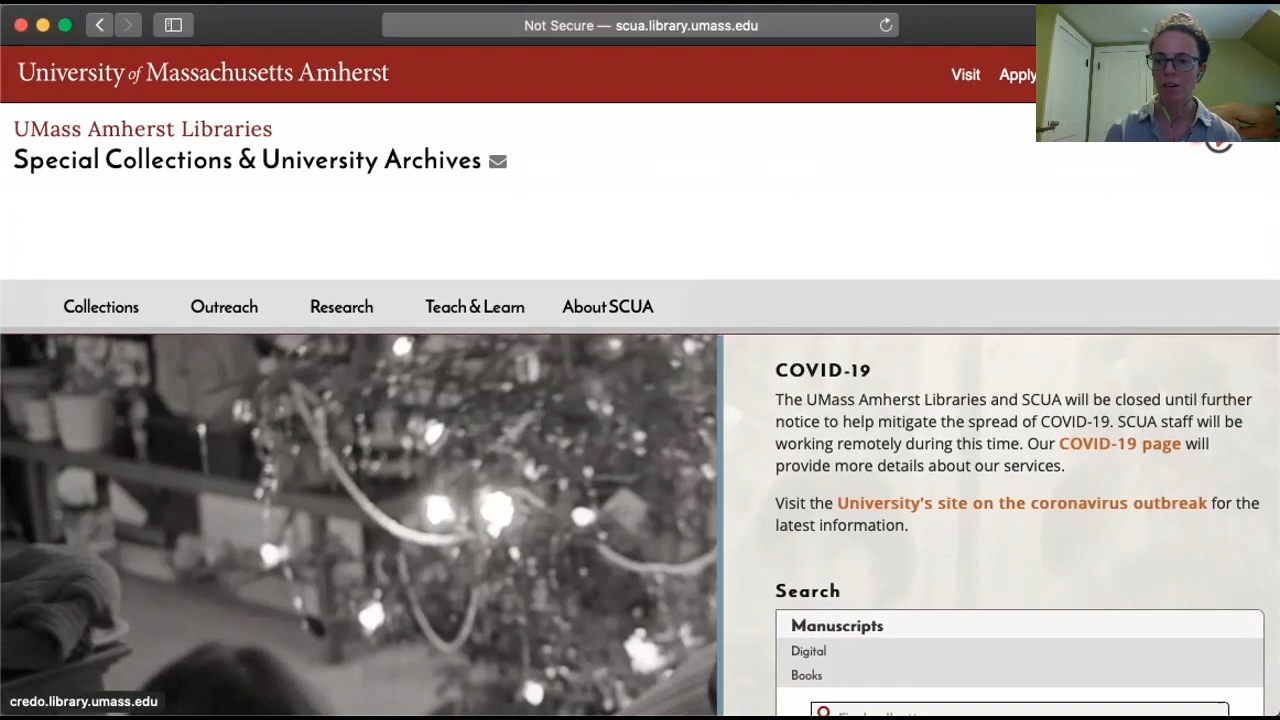 Not Secure — scua.library.umass.edu
University of Massachusetts Amherst
Visit Apply
UMass Amherst Libraries
Special Collections & University Archives
Collections Outreach Research Teach & Learn About SCUA
COVID-19
The UMass Amherst Libraries and SCUA will be closed until further
notice to help mitigate the spread of COVID-19. SCUA staff will be
working remotely during this time. Our COVID-19 page will
provide more details about our services.
Visit the University's site on the coronavirus outbreak for the
latest information.
Search
Manuscripts
Digital
Books
credo.library.umass.edu